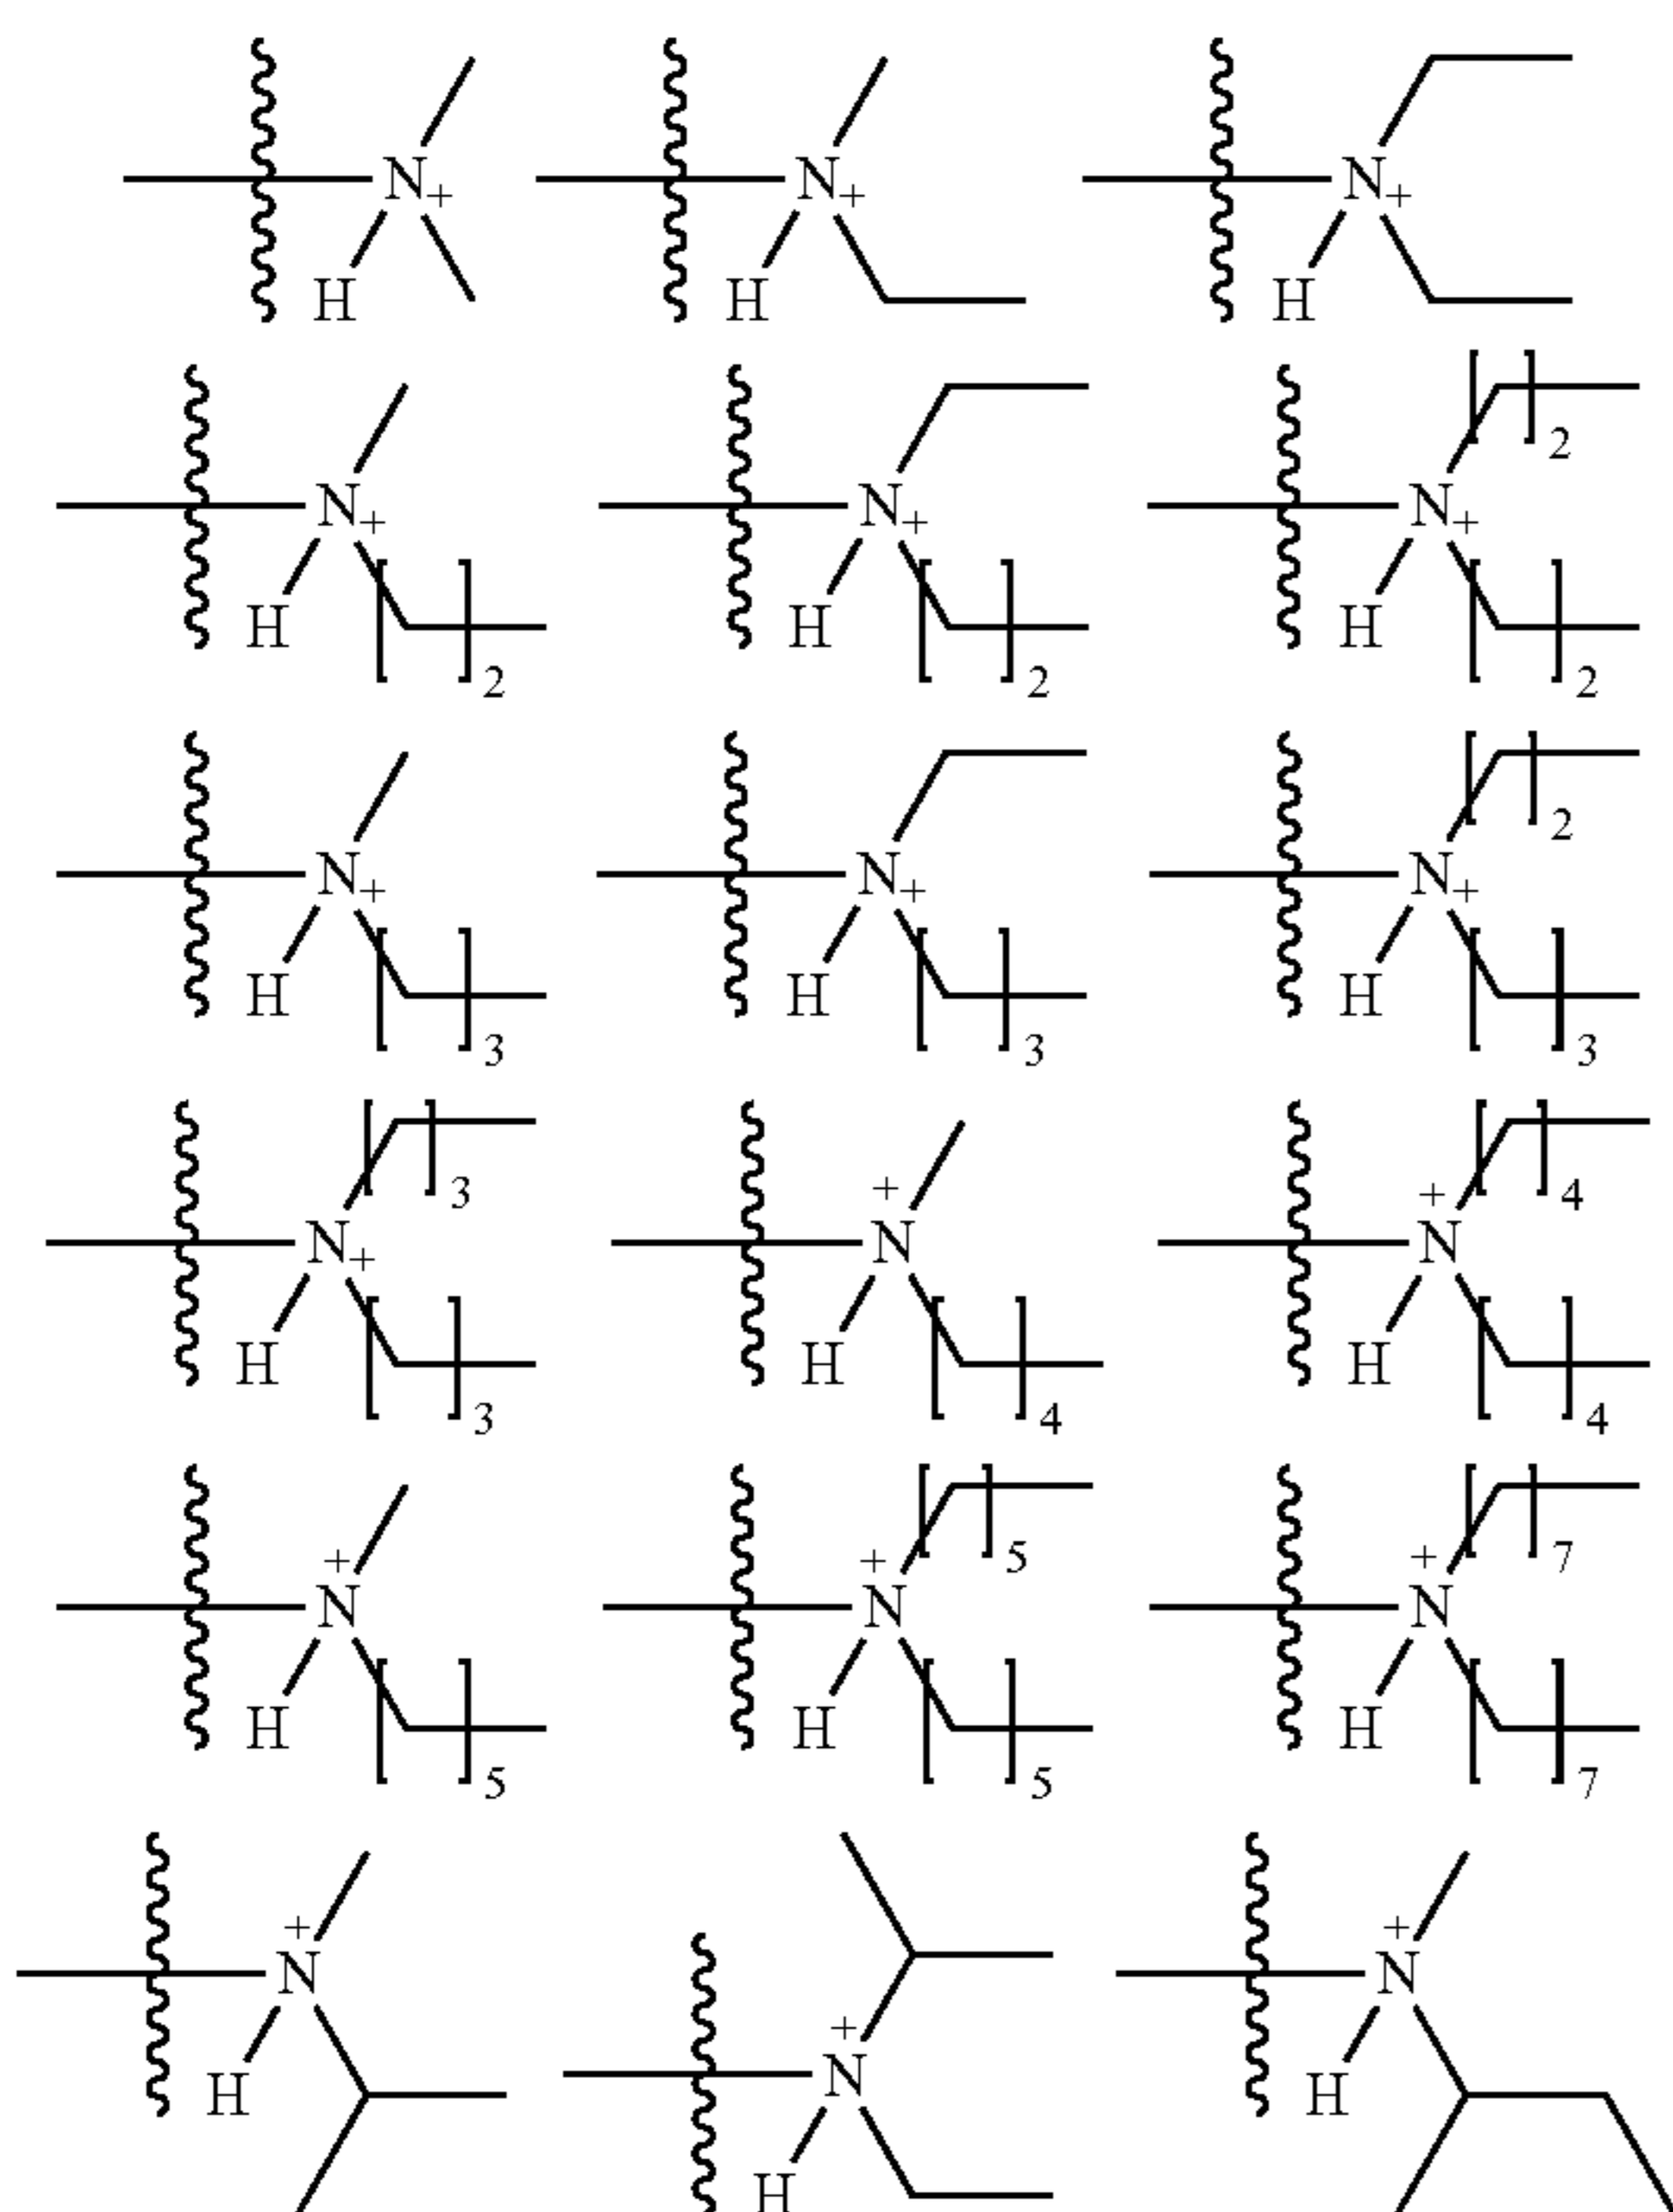 N+ N+ N+
H H H
2
N+ N+ N+
H H H
2 2 2
2
N+ N+ N+
H H H
3 3 3
3 + + 4
N+ N N
H H H
3 4 4
+ + 5 + 7
N N N
H H H
5 5 7
+ +
N N
+
H N H
H